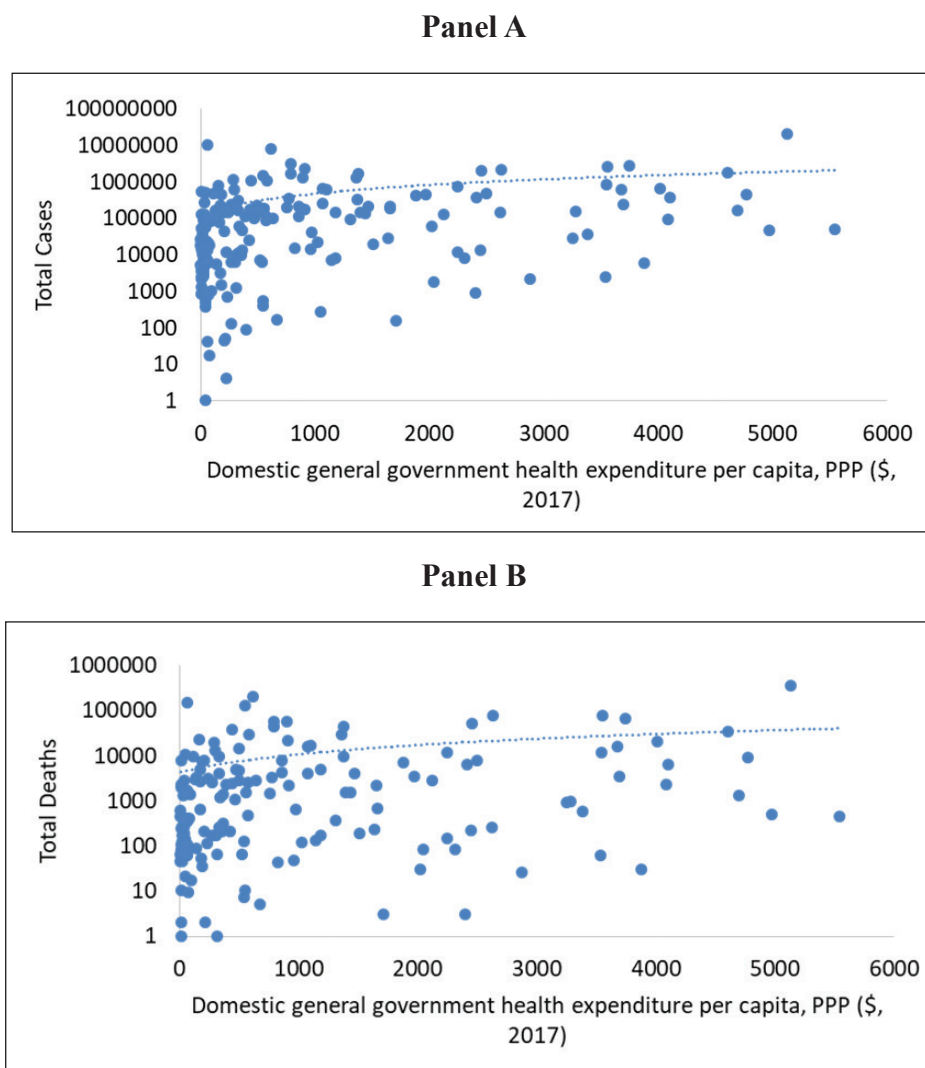 Panel A
100000000
10000000
1000000
100000
10000
1000
100
10
1
Total Cases
0 1000 2000 3000 4000 5000 6000
Domestic general government health expenditure per capita, PPP ($,
2017)
Panel B
1000000
100000
10000
1000
100
10
1
Total Deaths
0 1000 2000 3000 4000 5000 6000
Domestic general government health expenditure per capita, PPP ($,
2017)